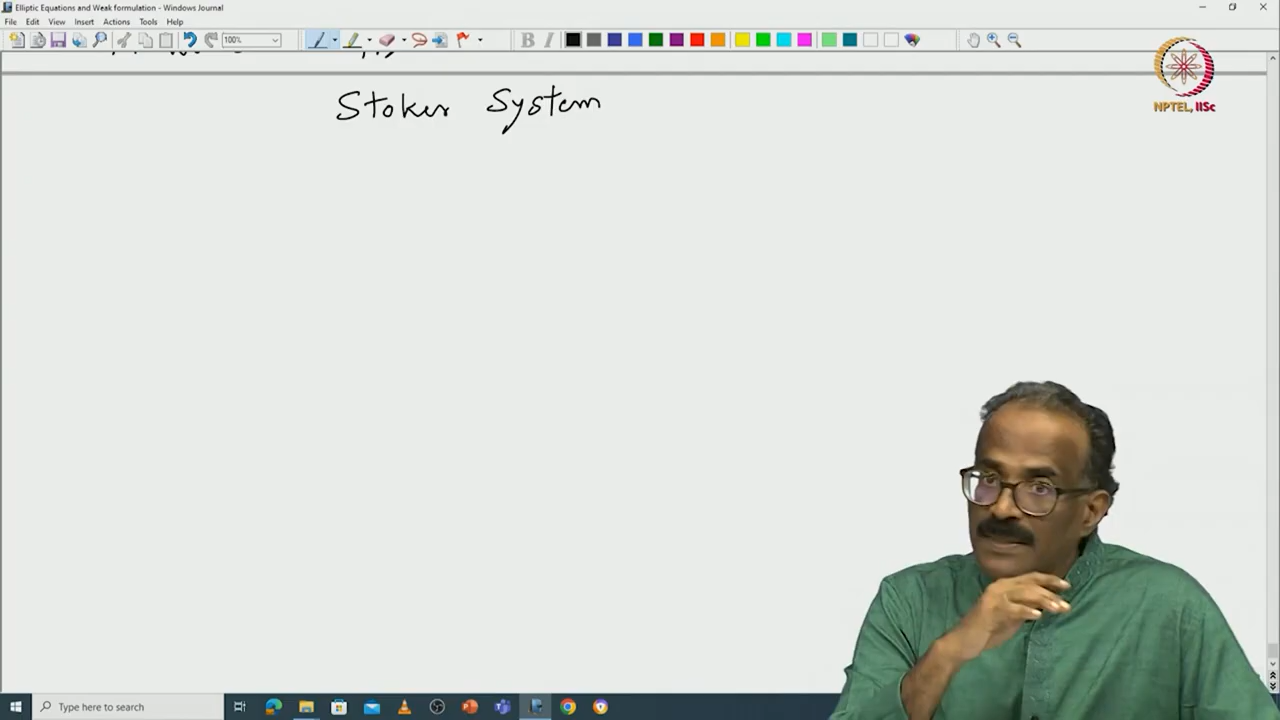 Elliptic Equations and Weak formulation - Windows Journal
File Edit View Insert Actions Tools Help
100%
B I
NPTEL, IISc
Stokes System
Type here to search